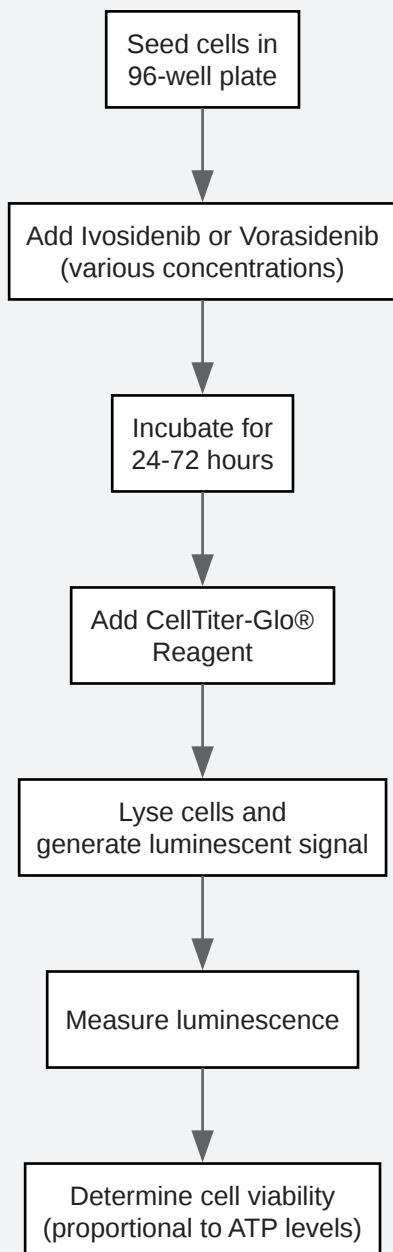 Seed cells in
96-well plate
Add Ivosidenib or Vorasidenib
(various concentrations)
Incubate for
24-72 hours
Add CellTiter-Glo®
Reagent
Lyse cells and
generate luminescent signal
Measure luminescence
Determine cell viability
(proportional to ATP levels)